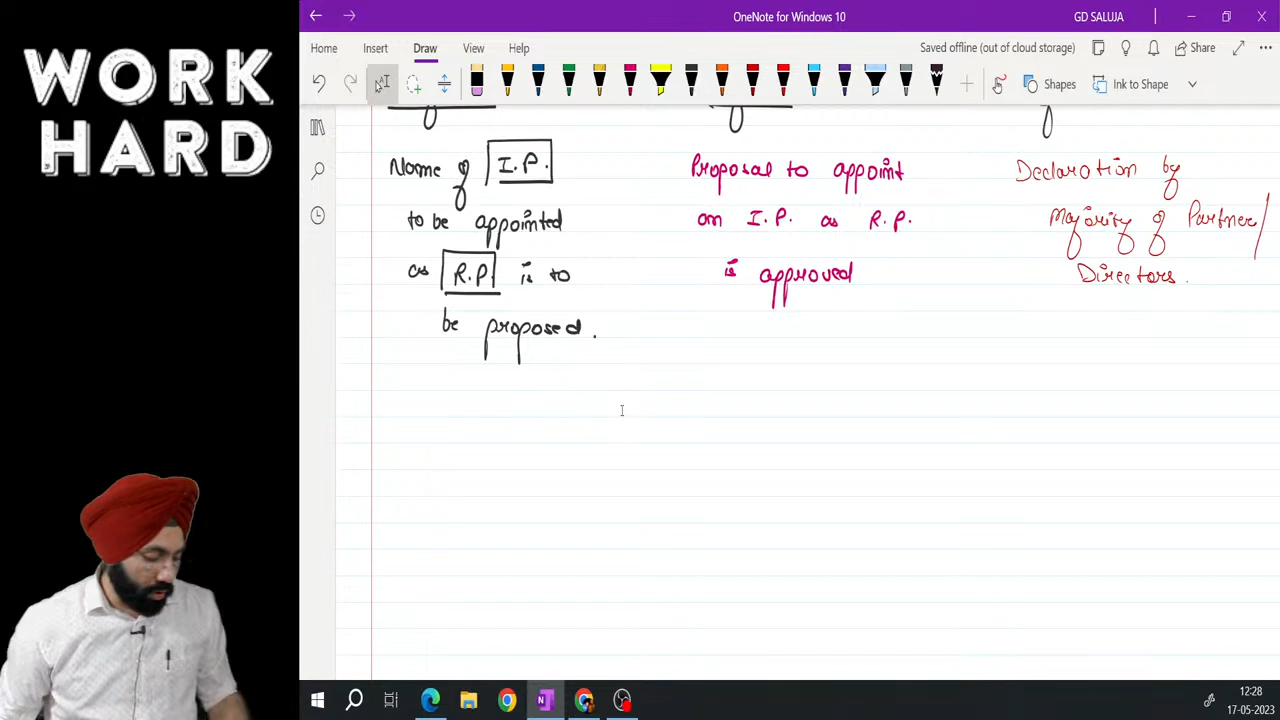 WORK
HARD
OneNote for Windows 10
GD SALUJA
Home Insert Draw View Help
Saved offline (out of cloud storage)
Share
Shapes
Ink to Shape
Name of I.P.
to be appointed
as R.P. is to
be proposed.
Proposal to appoint
an I.P. as R.P.
is approved
Declaration by
Majority of Partner/
Directors.
12:28
17-05-2023